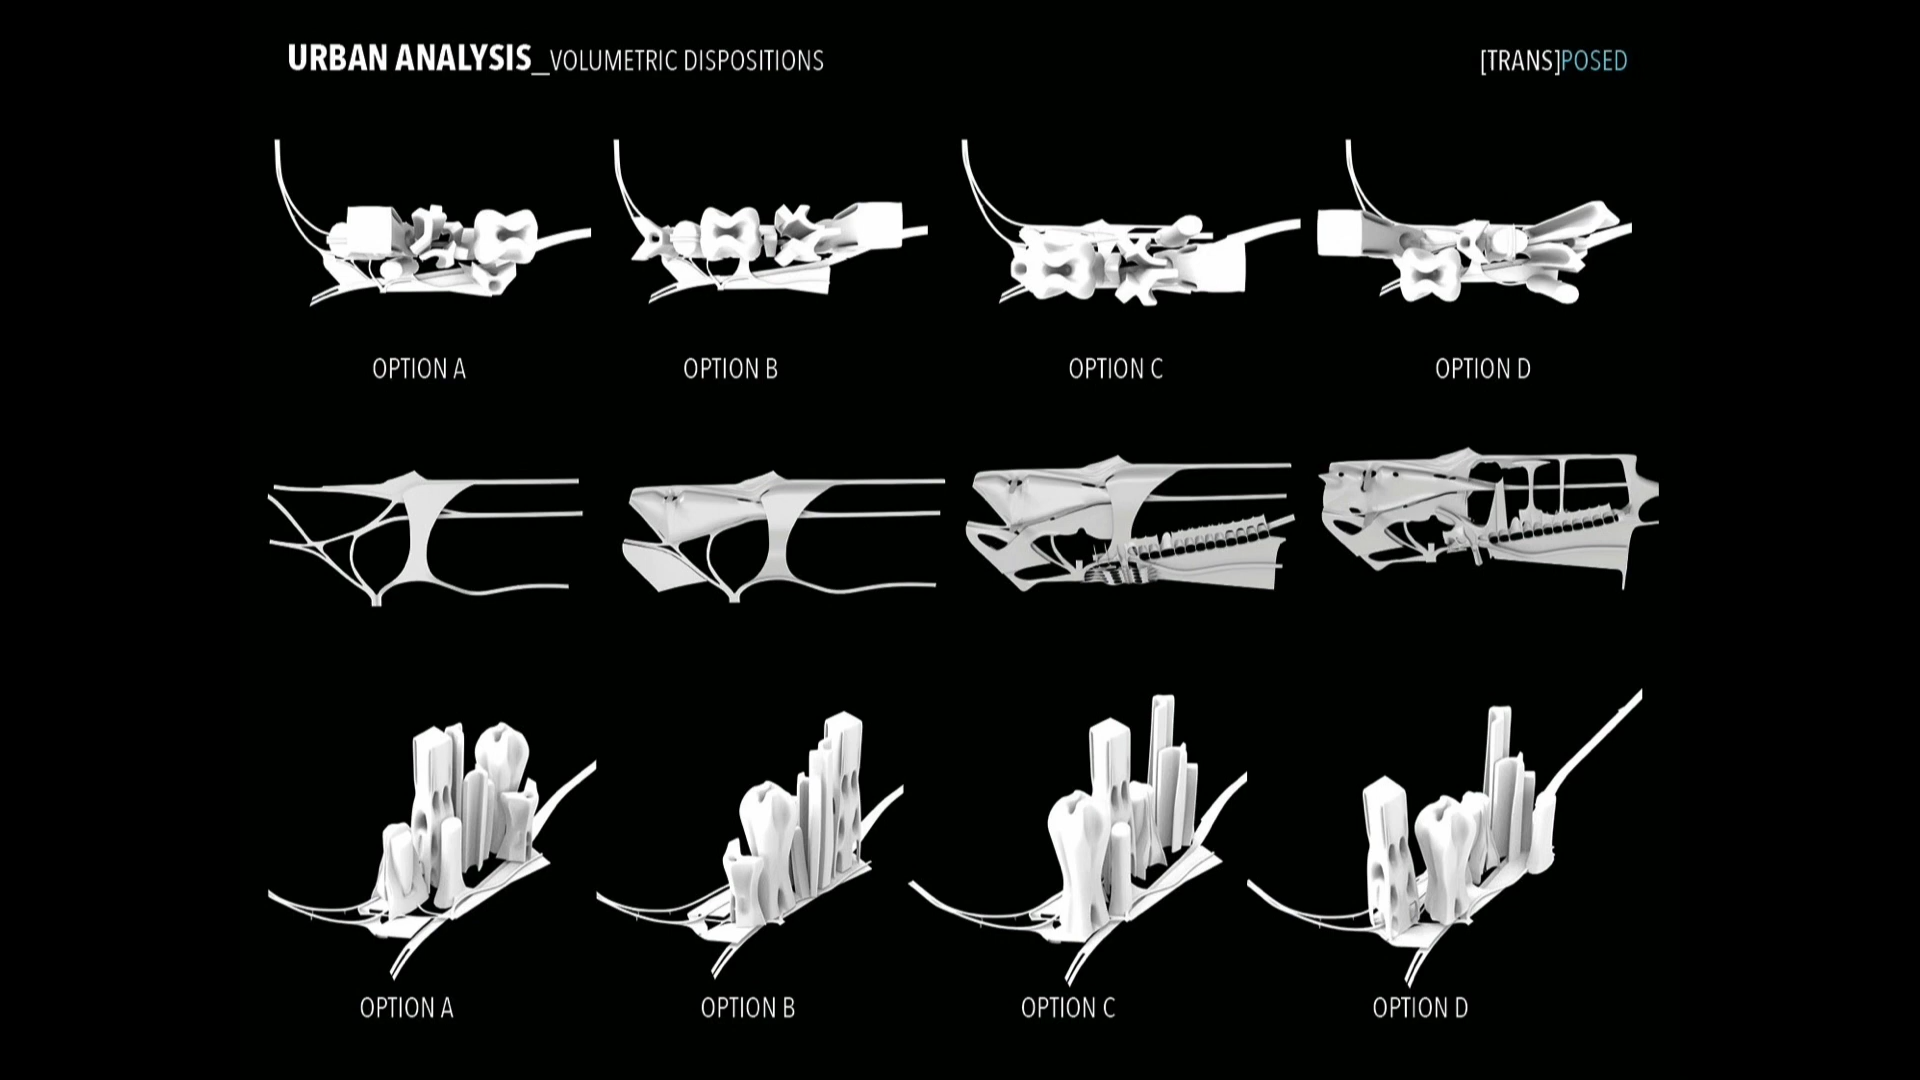 URBAN ANALYSIS_VOLUMETRIC DISPOSITIONS
[TRANS]POSED
OPTION A
OPTION B
OPTION C
OPTION D
OPTION A
OPTION B
OPTION C
OPTION D